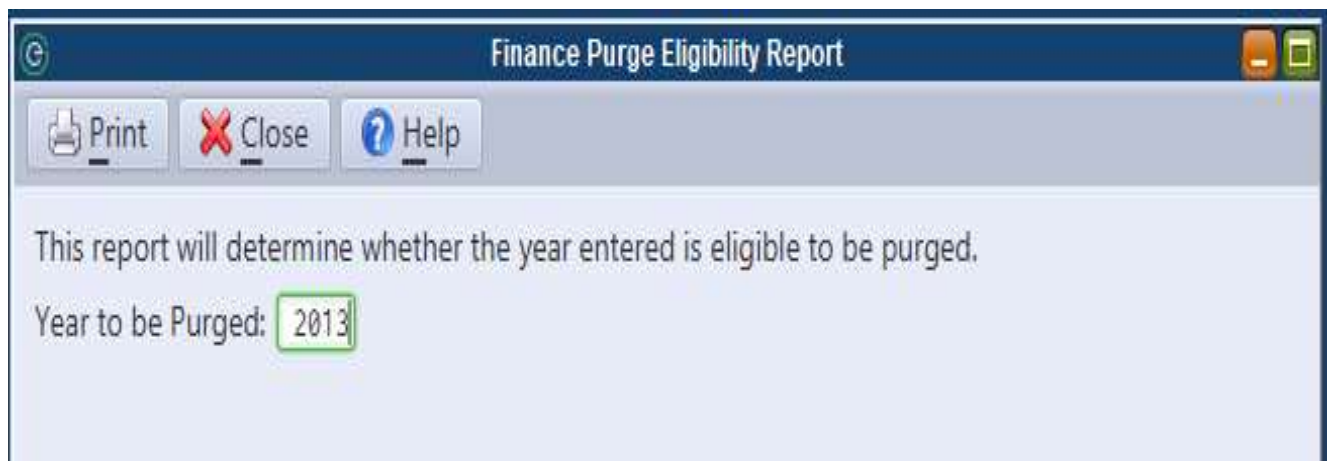 Finance Purge Eligibility Report
Print Close Help
This report will determine whether the year entered is eligible to be purged.
Year to be Purged: 2013